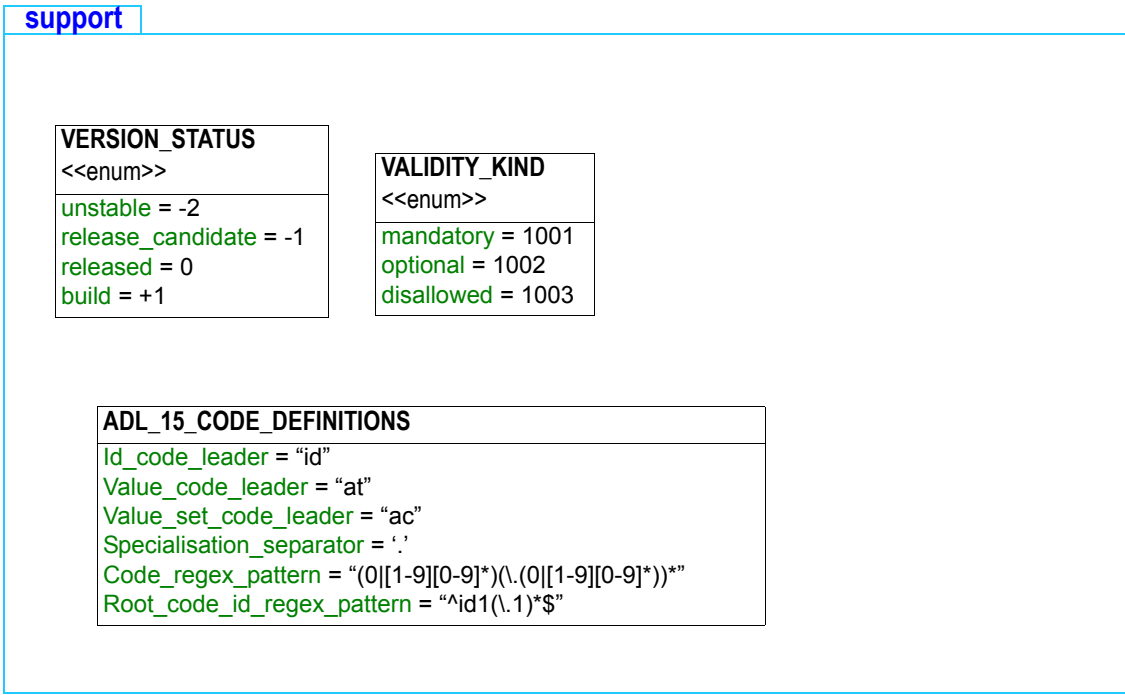 support
VERSION_STATUS
<<enum>>
unstable = -2
release_candidate = -1
released = 0
build = +1
VALIDITY_KIND
<<enum>>
mandatory = 1001
optional = 1002
disallowed = 1003
ADL_15_CODE_DEFINITIONS
Id_code_leader = “id”
Value_code_leader = “at”
Value_set_code_leader = “ac”
Specialisation_separator = ‘.’
Code_regex_pattern = “(0|[1-9][0-9]*)(\.(0|[1-9][0-9]*))*”
Root_code_id_regex_pattern = “^id1(\.1)*$”